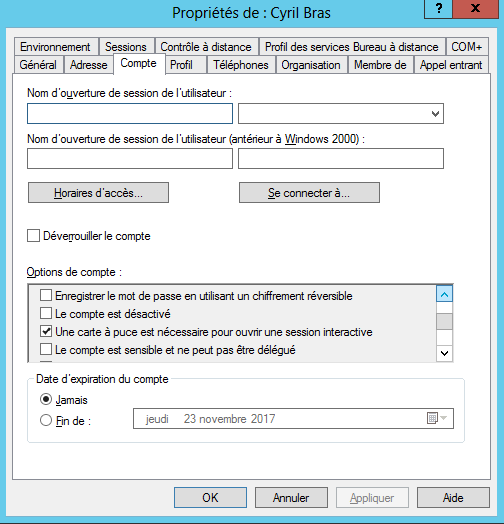 Propriétés de : Cyril Bras
?
X
Environnement Sessions Contrôle à distance Profil des services Bureau à distance COM+
Général Adresse Compte Profil Téléphones Organisation Membre de Appel entrant
Nom d'ouverture de session de l'utilisateur :
Nom d'ouverture de session de l'utilisateur (antérieur à Windows 2000) :
Horaires d'accès... Se connecter à...
Déverrouiller le compte
Options de compte :
Enregistrer le mot de passe en utilisant un chiffrement réversible
Le compte est désactivé
Une carte à puce est nécessaire pour ouvrir une session interactive
Le compte est sensible et ne peut pas être délégué
Date d'expiration du compte
Jamais
Fin de : jeudi 23 novembre 2017
OK Annuler Appliquer Aide